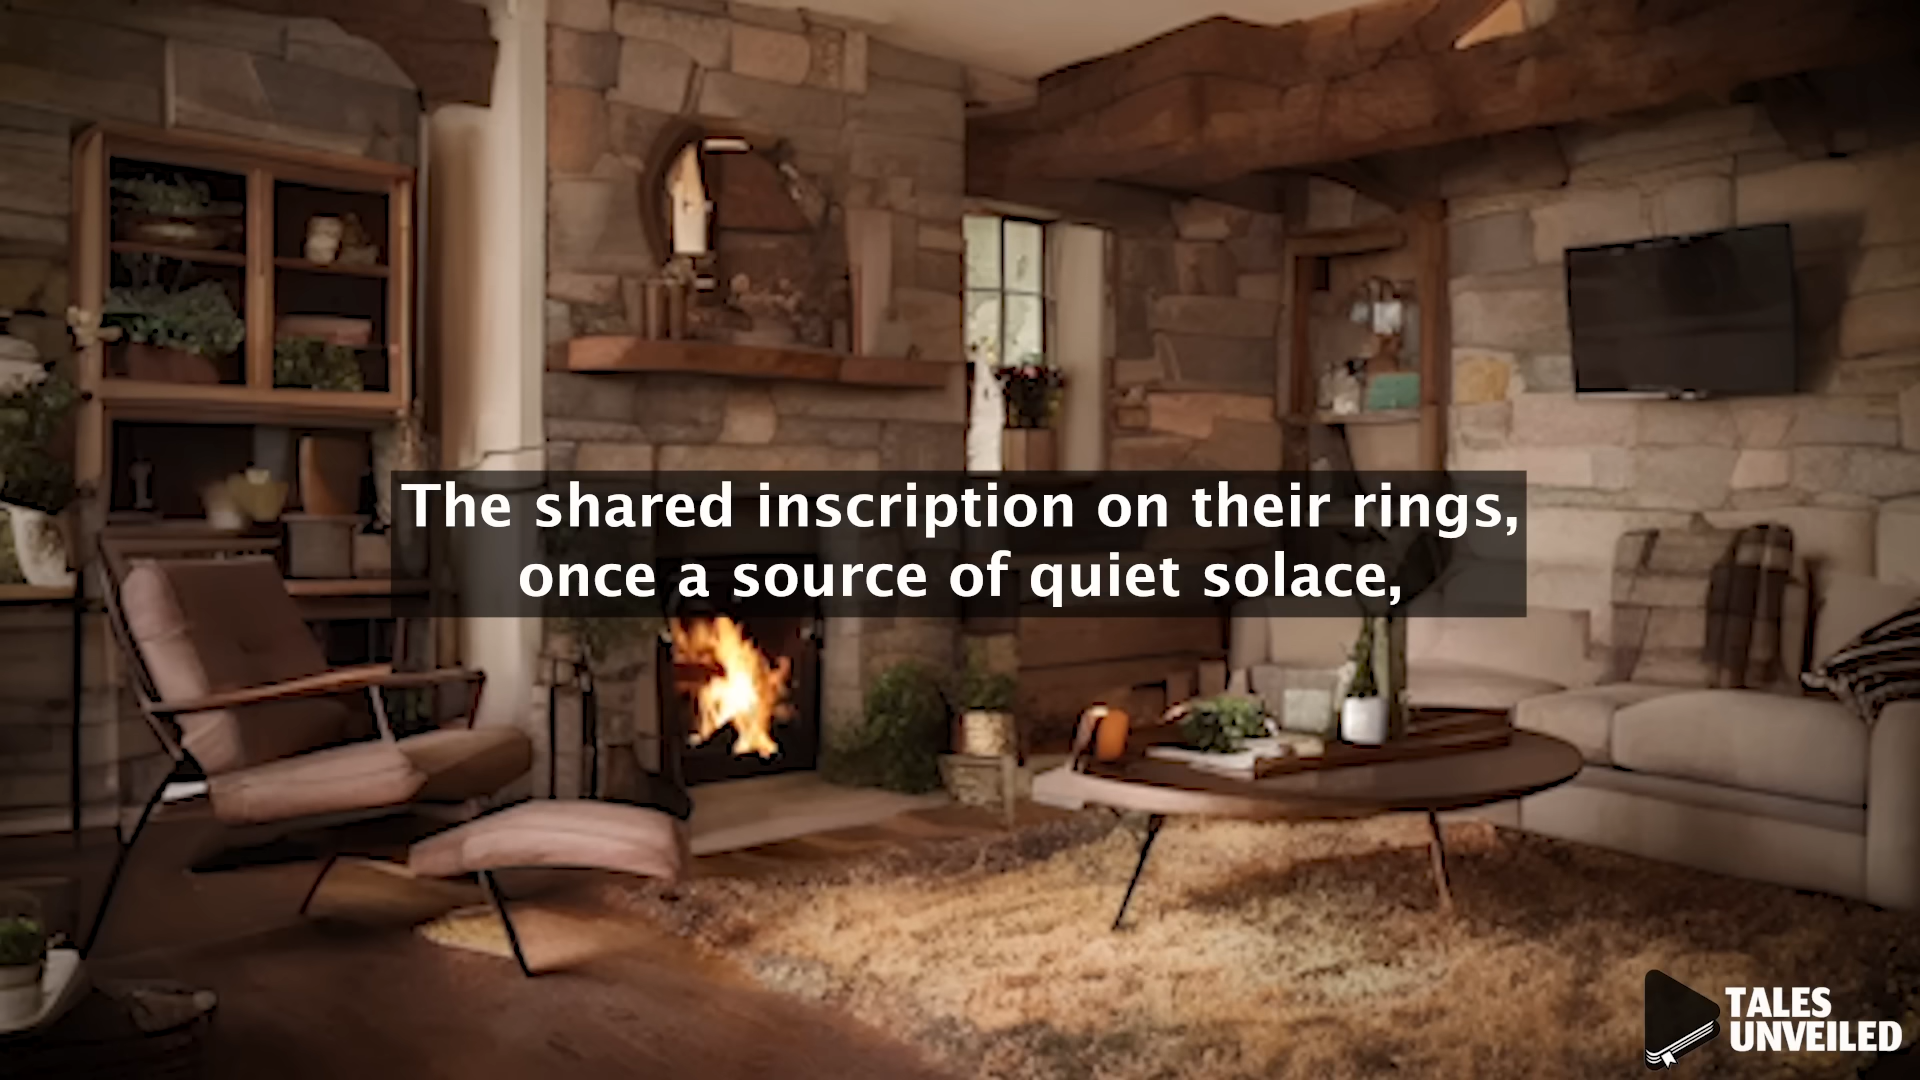 The shared inscription on their rings,
once a source of quiet solace,
TALES
UNVEILED